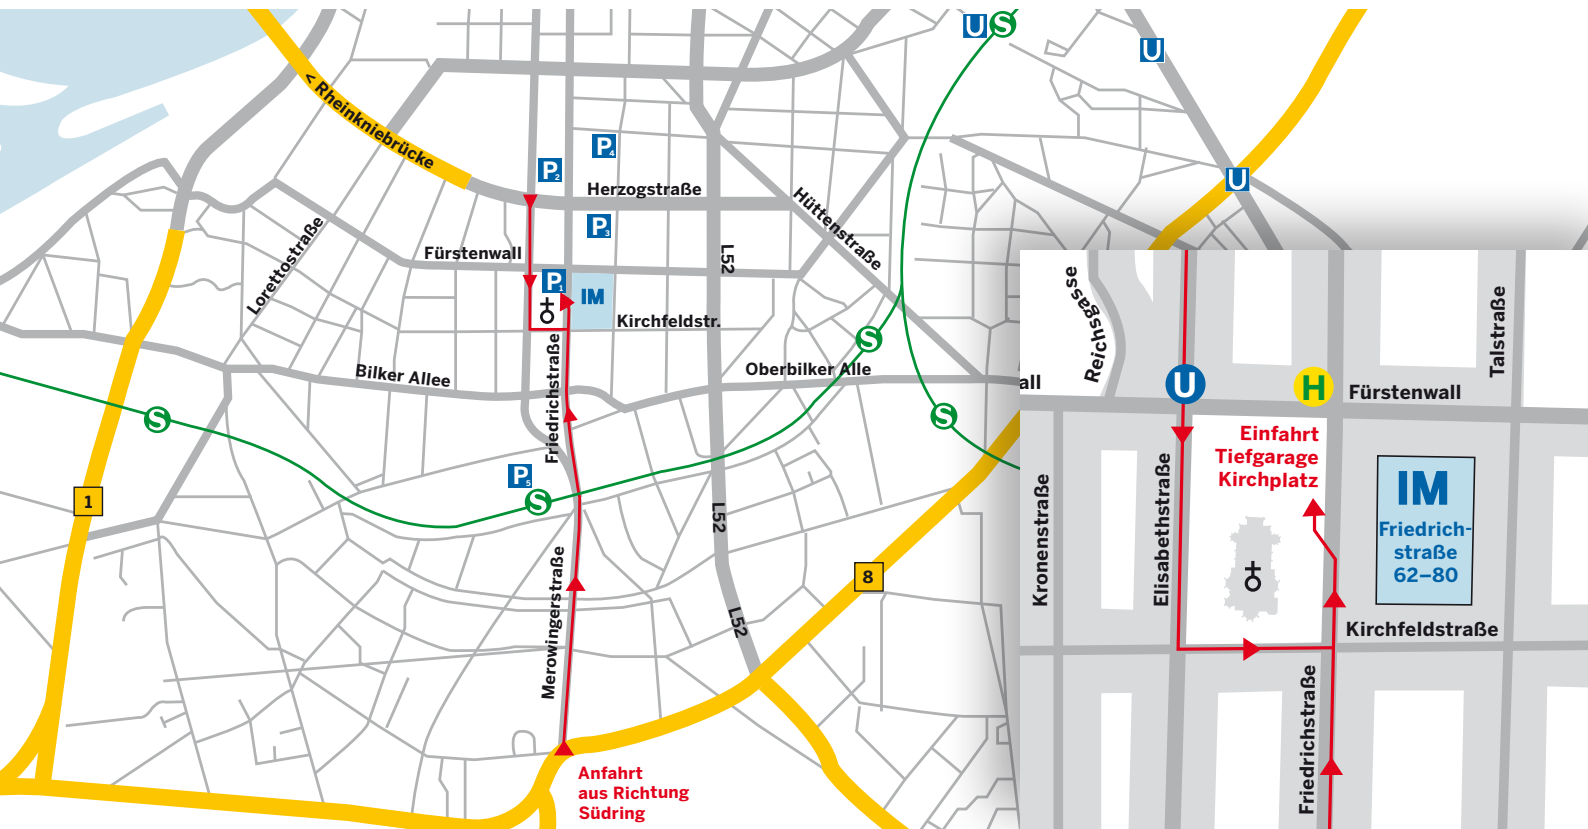 U
S
U
< Rheinkniebrücke
P4
P2
U
Herzogstraße
Hüttenstraße
P3
Lorettostraße
Fürstenwall
L52
P1
IM
Kirchfeldstr.
Friedrichstraße
S
Bilker Allee
Oberbilker Alle
S
S
P5
S
1
L52
8
Merowingerstraße
L52
Anfahrt
aus Richtung
Südring
Reichsgasse
Talstraße
all
U
H
Fürstenwall
Einfahrt
Tiefgarage
Kirchplatz
Kronenstraße
Elisabethstraße
IM
Friedrich-
straße
62–80
Kirchfeldstraße
Friedrichstraße